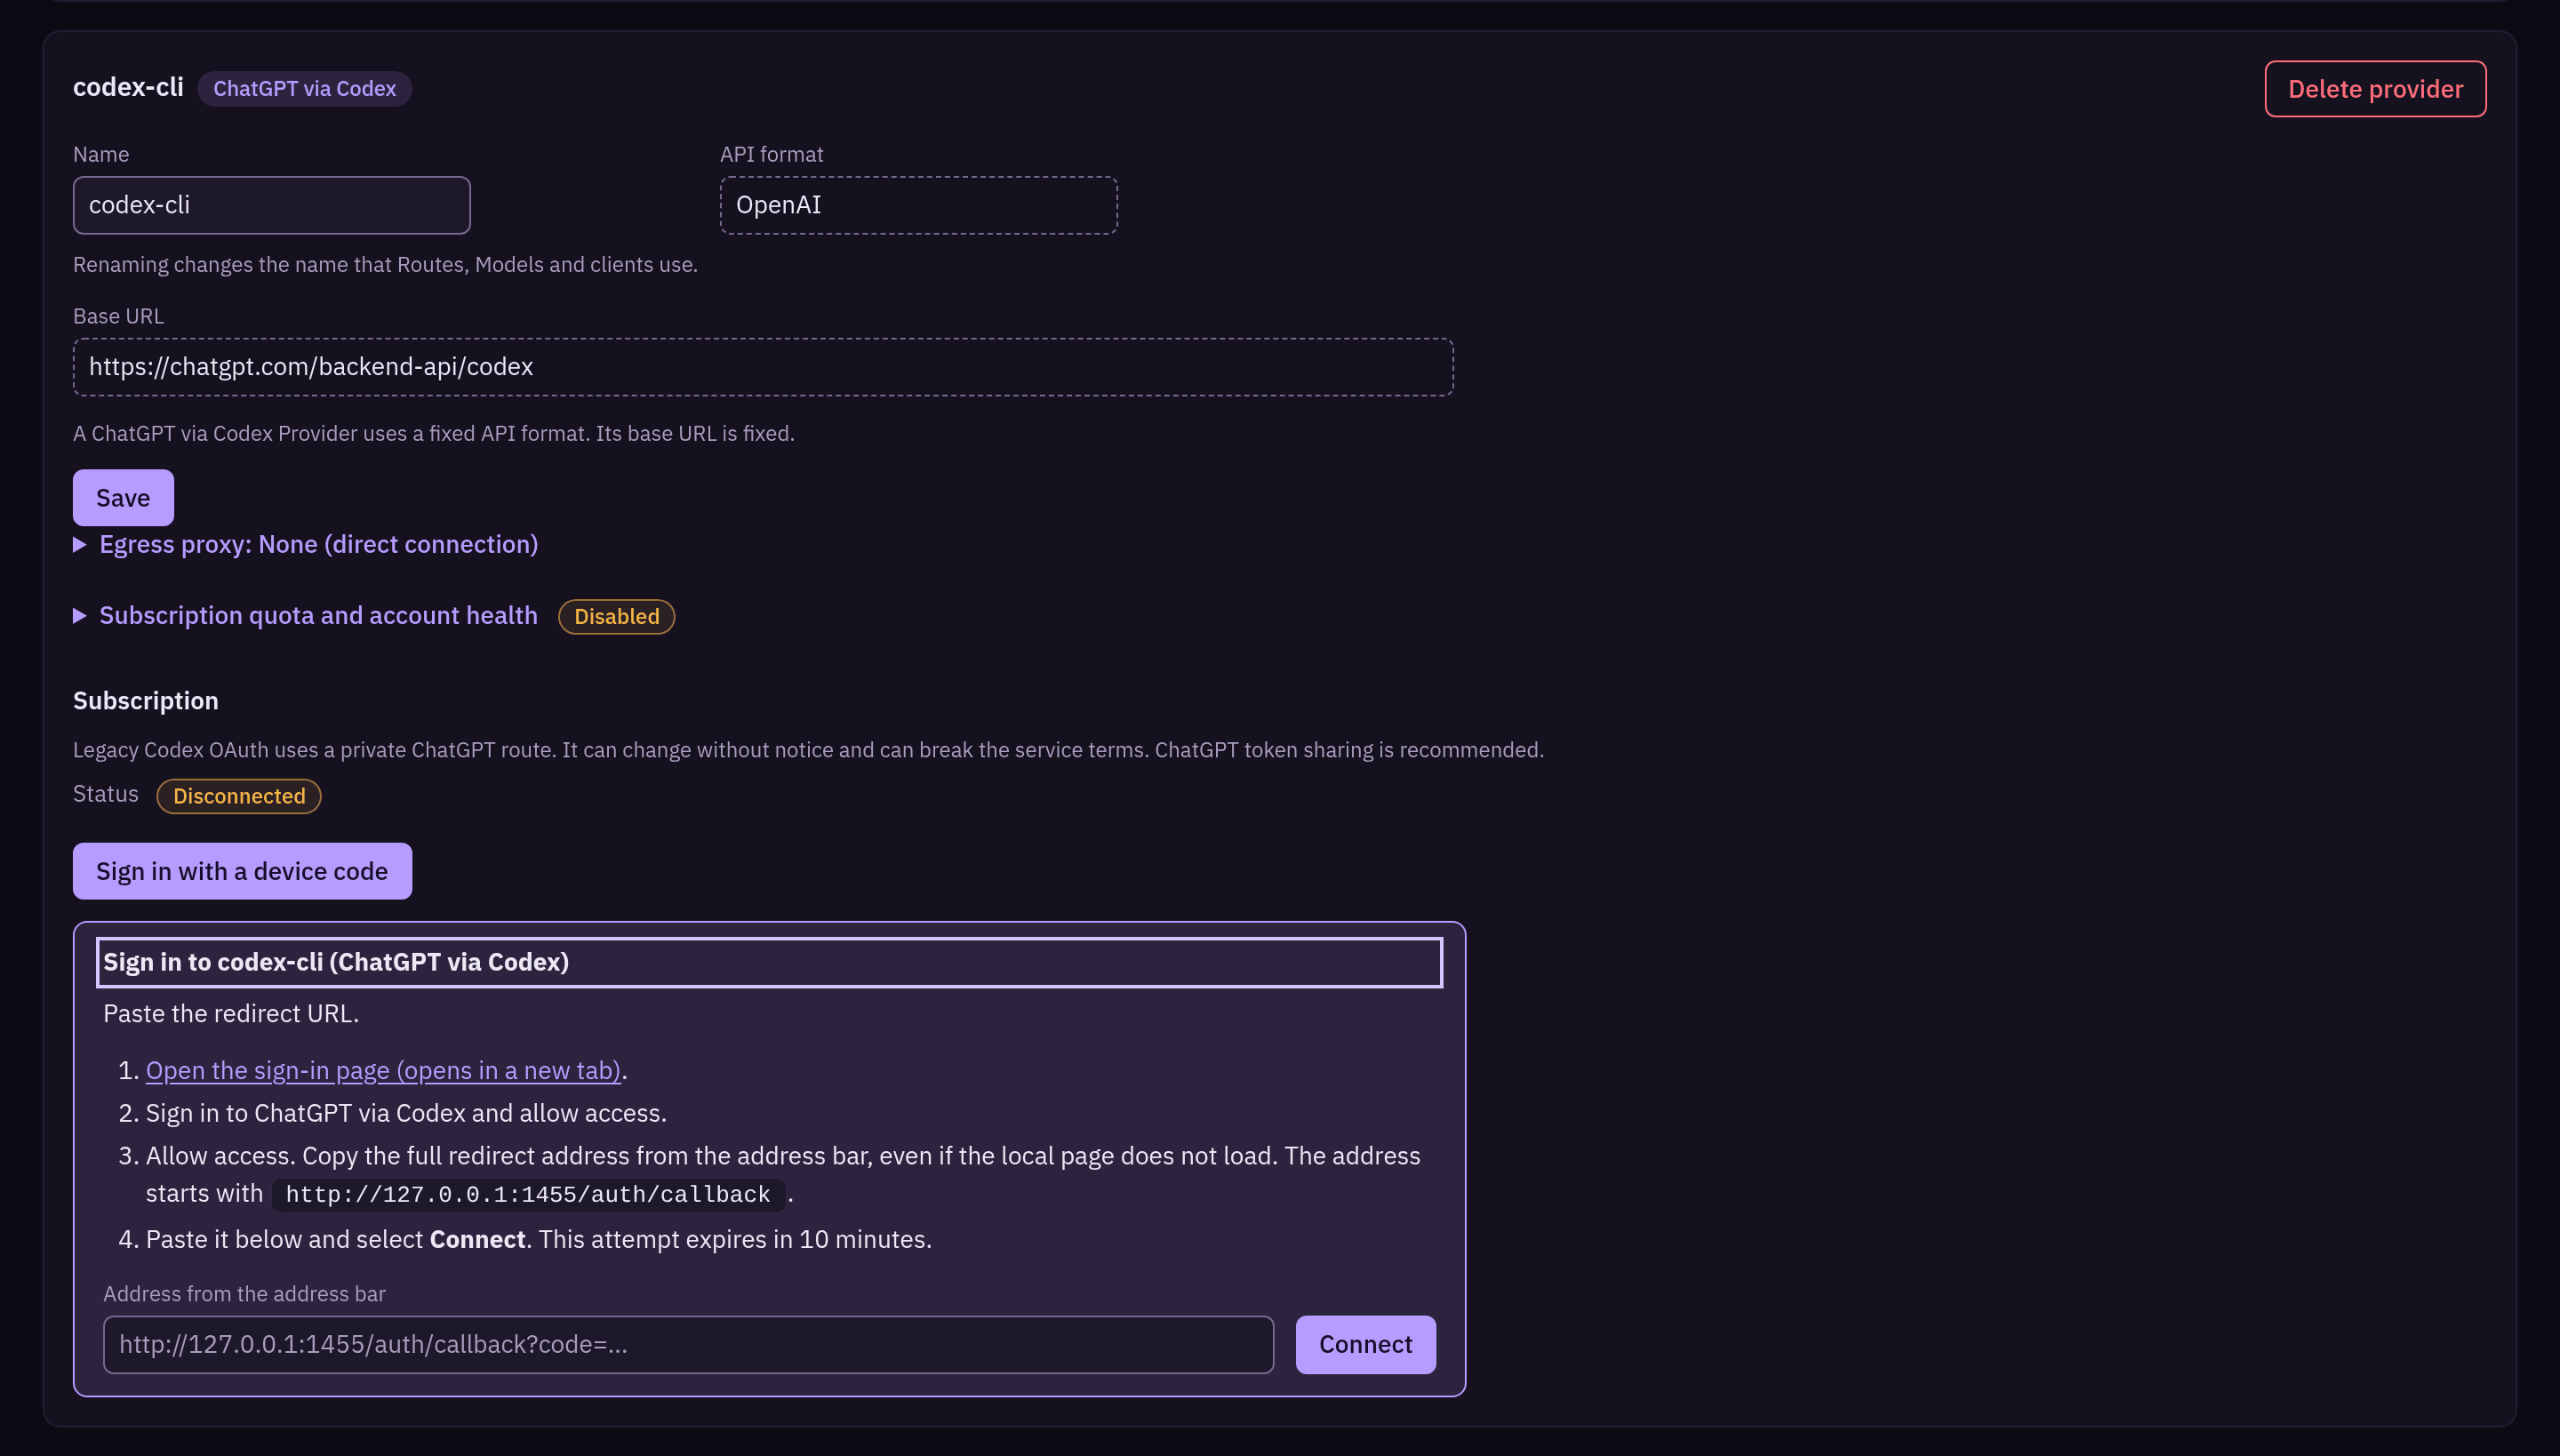 codex-cli ChatGPT via Codex Delete provider
Name API format
codex-cli OpenAI
Renaming changes the name that Routes, Models and clients use.
Base URL
https://chatgpt.com/backend-api/codex
A ChatGPT via Codex Provider uses a fixed API format. Its base URL is fixed.
Save
Egress proxy: None (direct connection)
Subscription quota and account health Disabled
Subscription
Legacy Codex OAuth uses a private ChatGPT route. It can change without notice and can break the service terms. ChatGPT token sharing is recommended.
Status Disconnected
Sign in with a device code
Sign in to codex-cli (ChatGPT via Codex)
Paste the redirect URL.
1. Open the sign-in page (opens in a new tab).
2. Sign in to ChatGPT via Codex and allow access.
3. Allow access. Copy the full redirect address from the address bar, even if the local page does not load. The address
starts with http://127.0.0.1:1455/auth/callback .
4. Paste it below and select Connect. This attempt expires in 10 minutes.
Address from the address bar
http://127.0.0.1:1455/auth/callback?code=... Connect